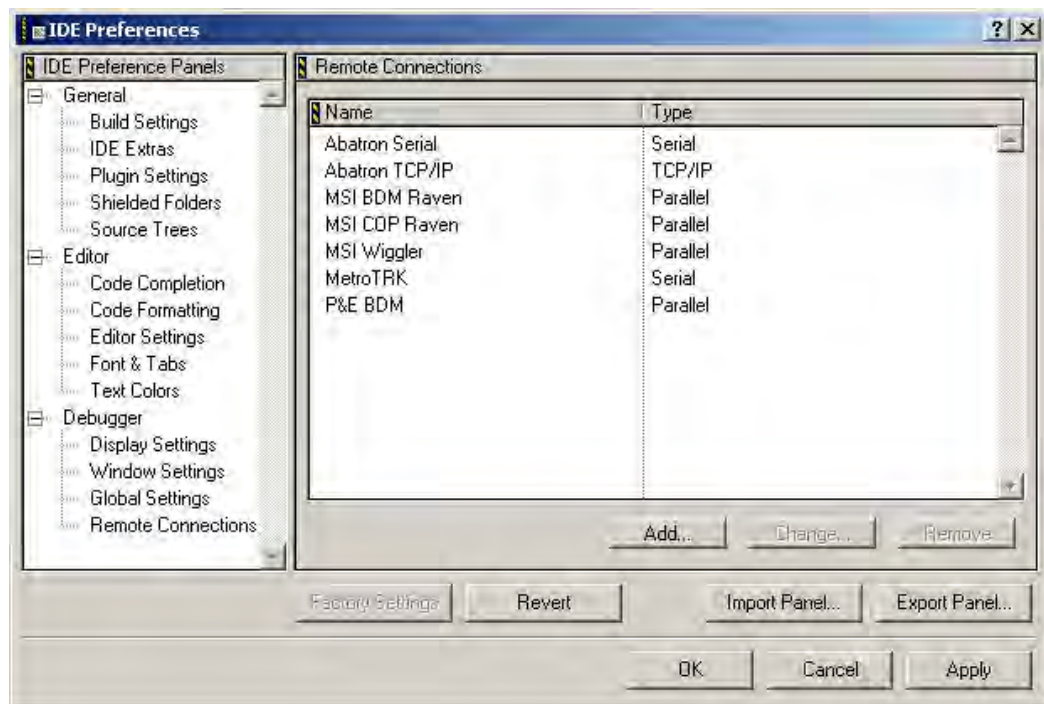 IDE Preferences
IDE Preference Panels
General
Build Settings
IDE Extras
Plugin Settings
Shielded Folders
Source Trees
Editor
Code Completion
Code Formatting
Editor Settings
Font & Tabs
Text Colors
Debugger
Display Settings
Window Settings
Global Settings
Remote Connections
Remote Connections
Name Type
Abatron Serial Serial
Abatron TCP/IP TCP/IP
MSI BDM Raven Parallel
MSI COP Raven Parallel
MSI Wiggler Parallel
MetroTRK Serial
P&E BDM Parallel
Add... Change... Remove
Factory Settings Revert Import Panel... Export Panel...
OK Cancel Apply